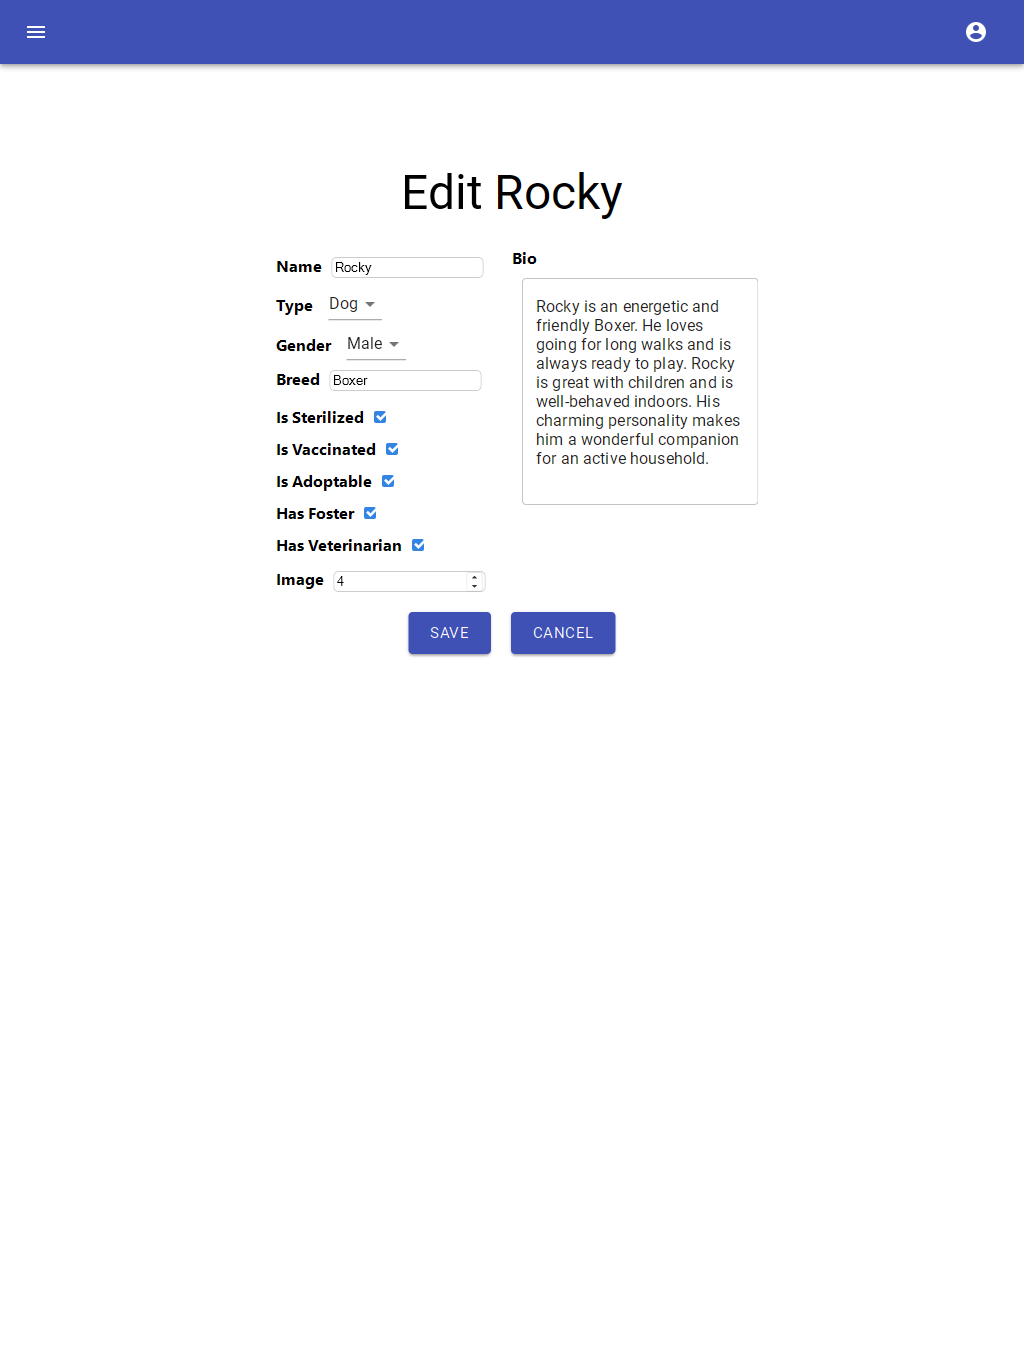 Edit Rocky
Name Rocky
Type Dog
Gender Male
Breed Boxer
Is Sterilized
Is Vaccinated
Is Adoptable
Has Foster
Has Veterinarian
Image 4
Bio
Rocky is an energetic and
friendly Boxer. He loves
going for long walks and is
always ready to play. Rocky
is great with children and is
well-behaved indoors. His
charming personality makes
him a wonderful companion
for an active household.
SAVE CANCEL